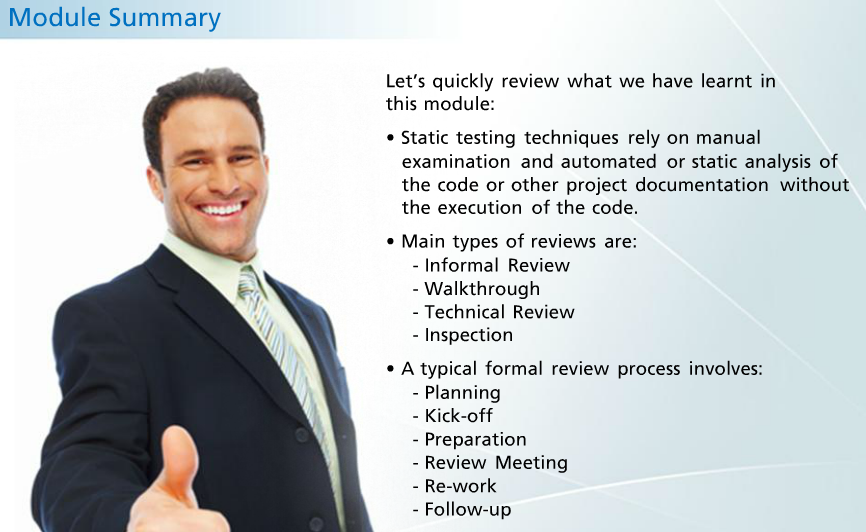 Module Summary
Let's quickly review what we have learnt in
this module:
• Static testing techniques rely on manual
examination and automated or static analysis of
the code or other project documentation without
the execution of the code.
• Main types of reviews are:
- Informal Review
- Walkthrough
- Technical Review
- Inspection
• A typical formal review process involves:
- Planning
- Kick-off
- Preparation
- Review Meeting
- Re-work
- Follow-up